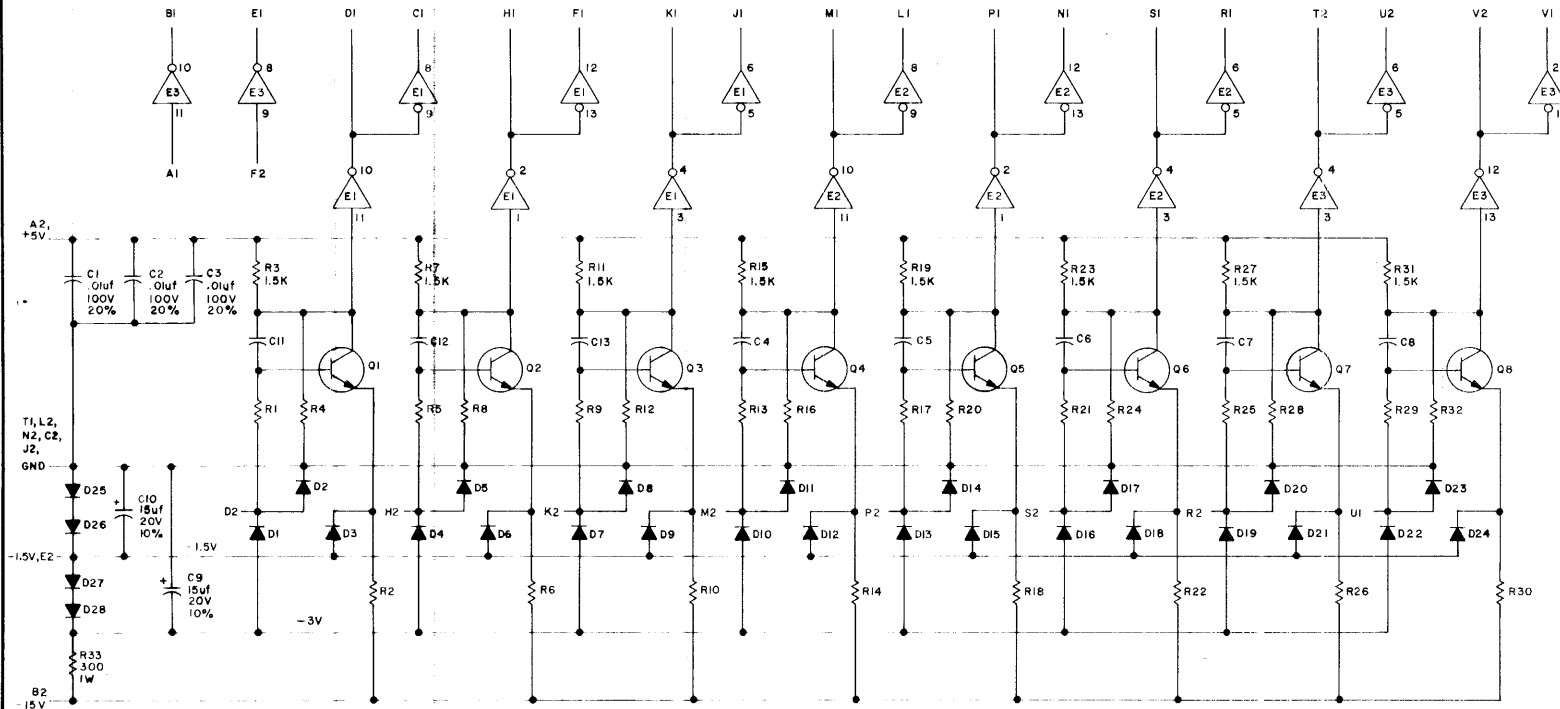 B1 E1 D1 C1 H1 F1 K1 J1 M1 L1 P1 N1 S1 R1 T2 U2 V2 V1
10 8 8 12 6 8 12 6 6 2
E3 E3 E1 E1 E1 E2 E2 E2 E3 E3
11 9 9 13 5 9 13 5 5 1
A1 F2
10 2 4 10 2 4 4 12
E1 E1 E1 E1 E2 E2 E3 E3
11 1 3 11 1 3 3 13
A2,
+5V
C1 C2 C3 R3 R7 R11 R15 R19 R23 R27 R31
.01uf .01uf .01uf 1.5K 1.5K 1.5K 1.5K 1.5K 1.5K 1.5K 1.5K
100V 100V 100V
20% 20% 20%
C11 C12 C13 C4 C5 C6 C7 C8
Q1 Q2 Q3 Q4 Q5 Q6 Q7 Q8
R1 R4 R5 R8 R9 R12 R13 R16 R17 R20 R21 R24 R25 R28 R29 R32
T1, L2,
N2, C2,
J2,
GND
D25 D2 D5 D8 D11 D14 D17 D20 D23
C10
15uf
20V
10%
D2 H2 K2 M2 P2 S2 R2 U1
D26 D1 D3 D4 D6 D7 D9 D10 D12 D13 D15 D16 D18 D19 D21 D22 D24
-1.5V,E2 -1.5V
D27
C9
15uf
20V
10%
D28
R2 R6 R10 R14 R18 R22 R26 R30
-3V
R33
300
1W
B2
-15V